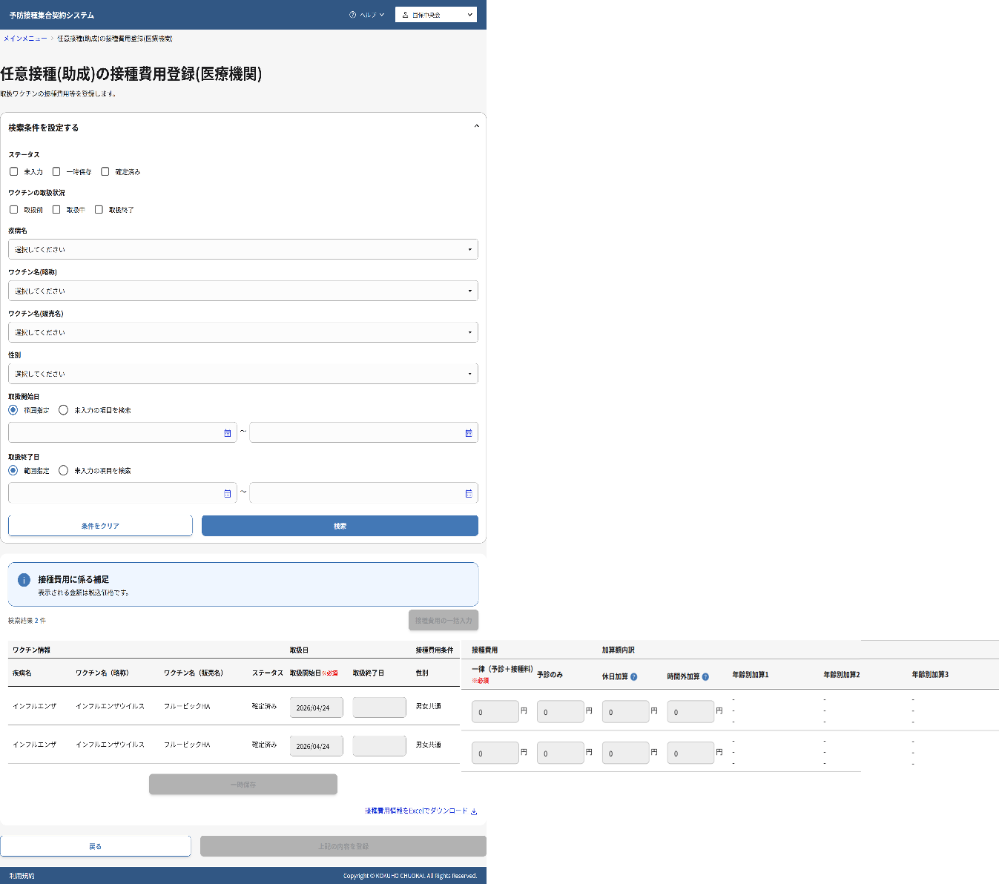 予防接種集合契約システム
ヘルプ
国保中央会
メインメニュー > 任意接種(助成)の接種費用登録(医療機関)
任意接種(助成)の接種費用登録(医療機関)
取扱ワクチンの接種費用等を登録します。
検索条件を設定する
ステータス
未入力 一時保存 確定済み
ワクチンの取扱状況
取扱前 取扱中 取扱終了
疾病名
選択してください
ワクチン名(略称)
選択してください
ワクチン名(販売名)
選択してください
性別
選択してください
取扱開始日
範囲指定 未入力の項目を検索
～
取扱終了日
範囲指定 未入力の項目を検索
～
条件をクリア 検索
接種費用に係る補足
表示される金額は税込価格です。
検索結果 2 件 接種費用の一括入力
ワクチン情報 取扱日 接種費用条件 接種費用 加算額内訳
疾病名 ワクチン名（略称） ワクチン名（販売名） ステータス 取扱開始日※必須 取扱終了日 性別 一律（予診＋接種料）※必須 予診のみ 休日加算 ? 時間外加算 ? 年齢別加算1 年齢別加算2 年齢別加算3
インフルエンザ インフルエンザウイルス フルービックHA 確定済み 2026/04/24 男女共通 0 円 0 円 0 円 0 円 - - -
- - -
- - -
インフルエンザ インフルエンザウイルス フルービックHA 確定済み 2026/04/24 男女共通 0 円 0 円 0 円 0 円 - - -
- - -
- - -
一時保存
接種費用情報をExcelでダウンロード
戻る 上記の内容を登録
利用規約 Copyright © KOKUHO CHUOKAI. All Rights Reserved.